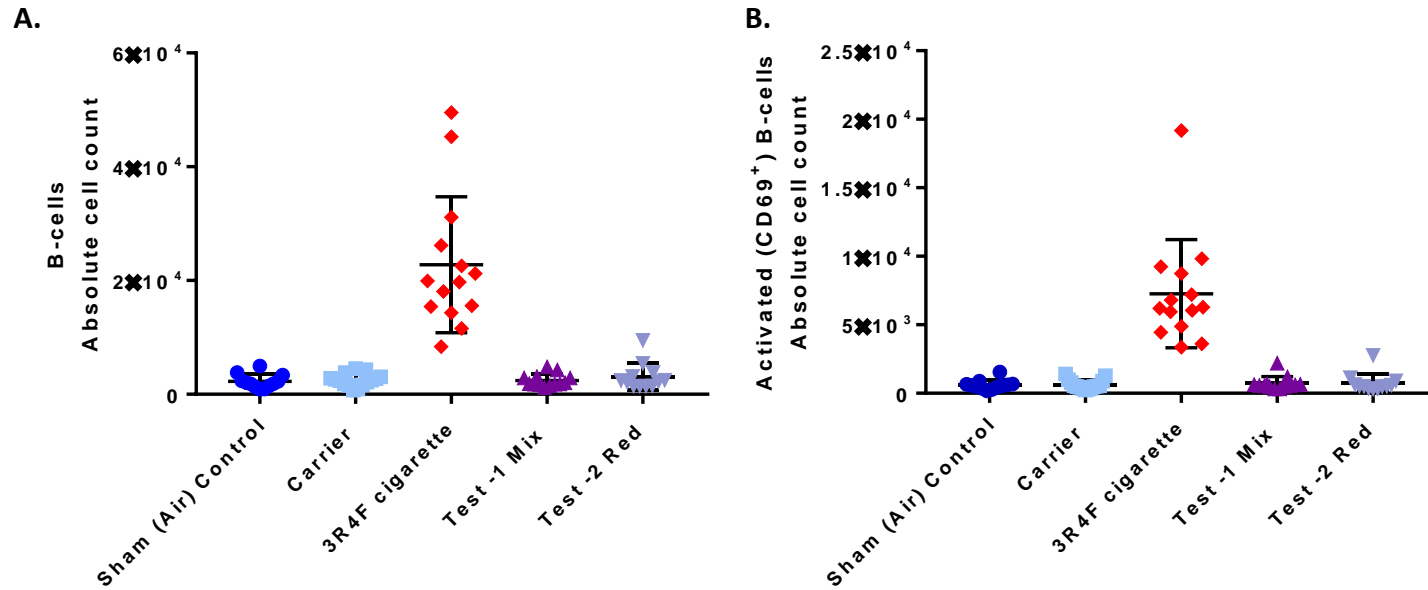 A.
B-cells
Absolute cell count
6✖10⁴
4✖10⁴
2✖10⁴
0
Sham (Air) Control
Carrier
3R4F cigarette
Test-1 Mix
Test-2 Red
B.
Activated (CD69⁺) B-cells
Absolute cell count
2.5✖10⁴
2✖10⁴
1.5✖10⁴
1✖10⁴
5✖10³
0
Sham (Air) Control
Carrier
3R4F cigarette
Test-1 Mix
Test-2 Red